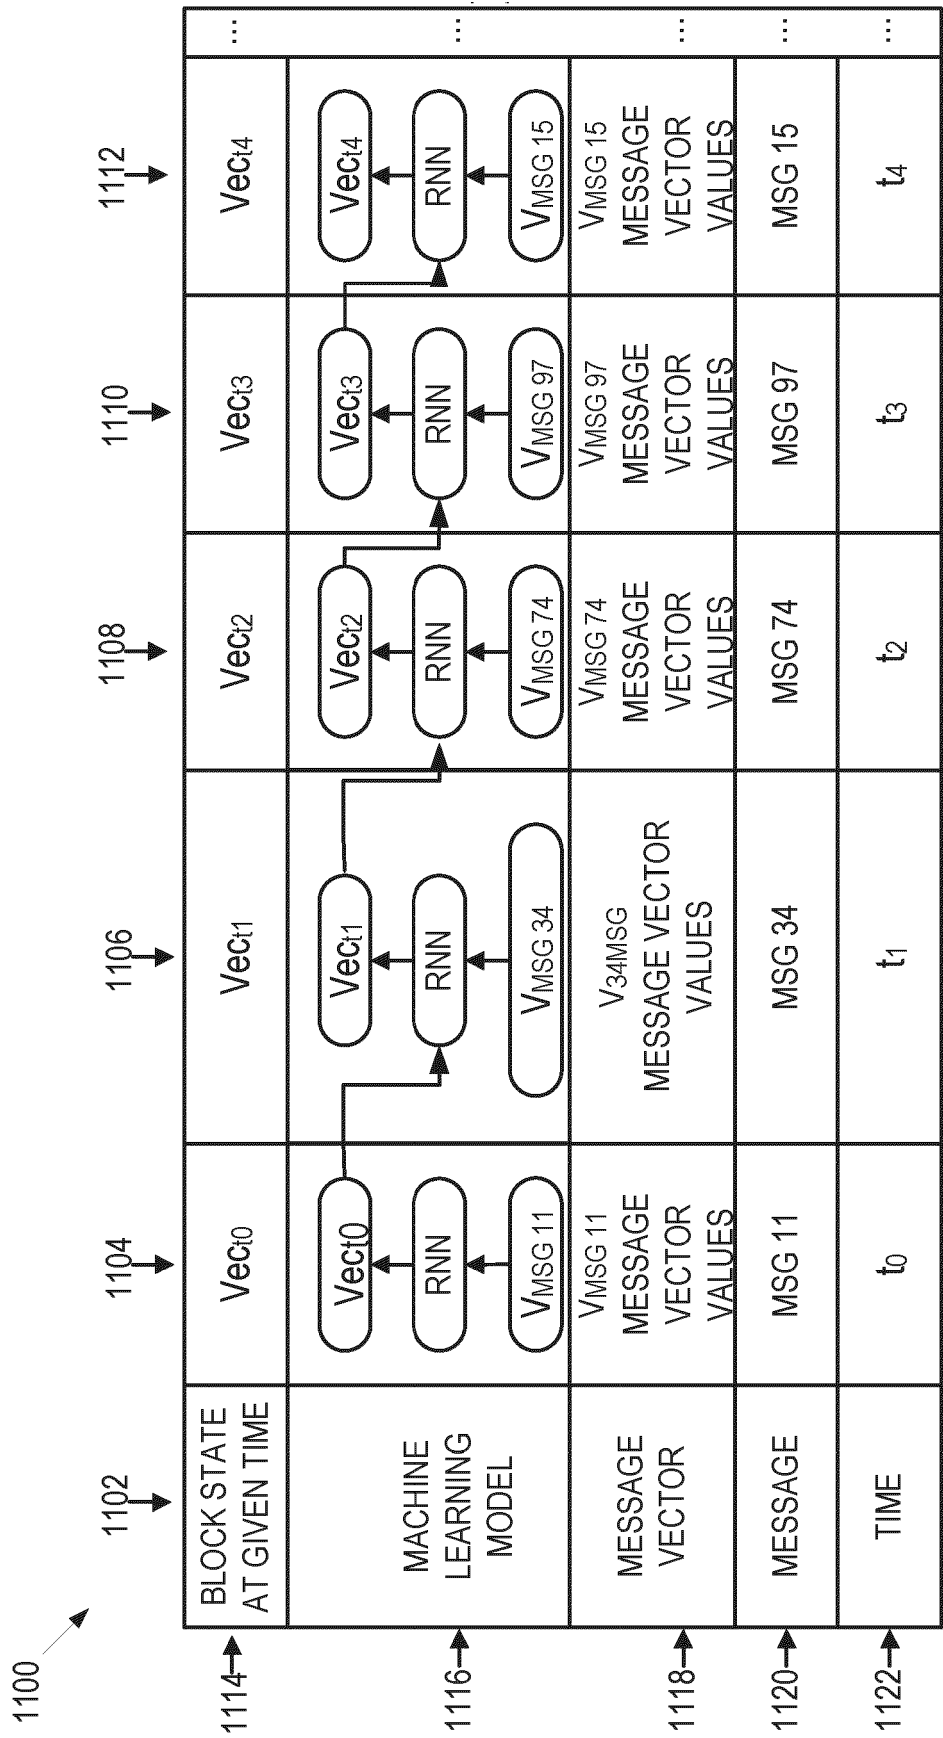 1100
1102
1104
1106
1108
1110
1112
1114
BLOCK STATE
AT GIVEN TIME
Vect0
Vect1
Vect2
Vect3
Vect4
...
1116
MACHINE
LEARNING
MODEL
Vect0
Vect1
Vect2
Vect3
Vect4
...
RNN
RNN
RNN
RNN
RNN
VMSG 11
VMSG 34
VMSG 74
VMSG 97
VMSG 15
1118
MESSAGE
VECTOR
VMSG 11
MESSAGE
VECTOR
VALUES
V34MSG
MESSAGE VECTOR
VALUES
VMSG 74
MESSAGE
VECTOR
VALUES
VMSG 97
MESSAGE
VECTOR
VALUES
VMSG 15
MESSAGE
VECTOR
VALUES
...
1120
MESSAGE
MSG 11
MSG 34
MSG 74
MSG 97
MSG 15
...
1122
TIME
t0
t1
t2
t3
t4
...